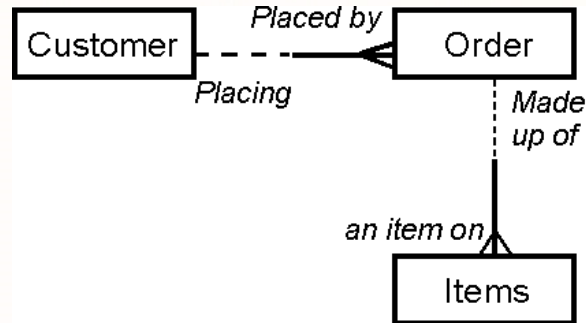 Placed by
Customer
Order
Placing
Made
up of
an item on
Items